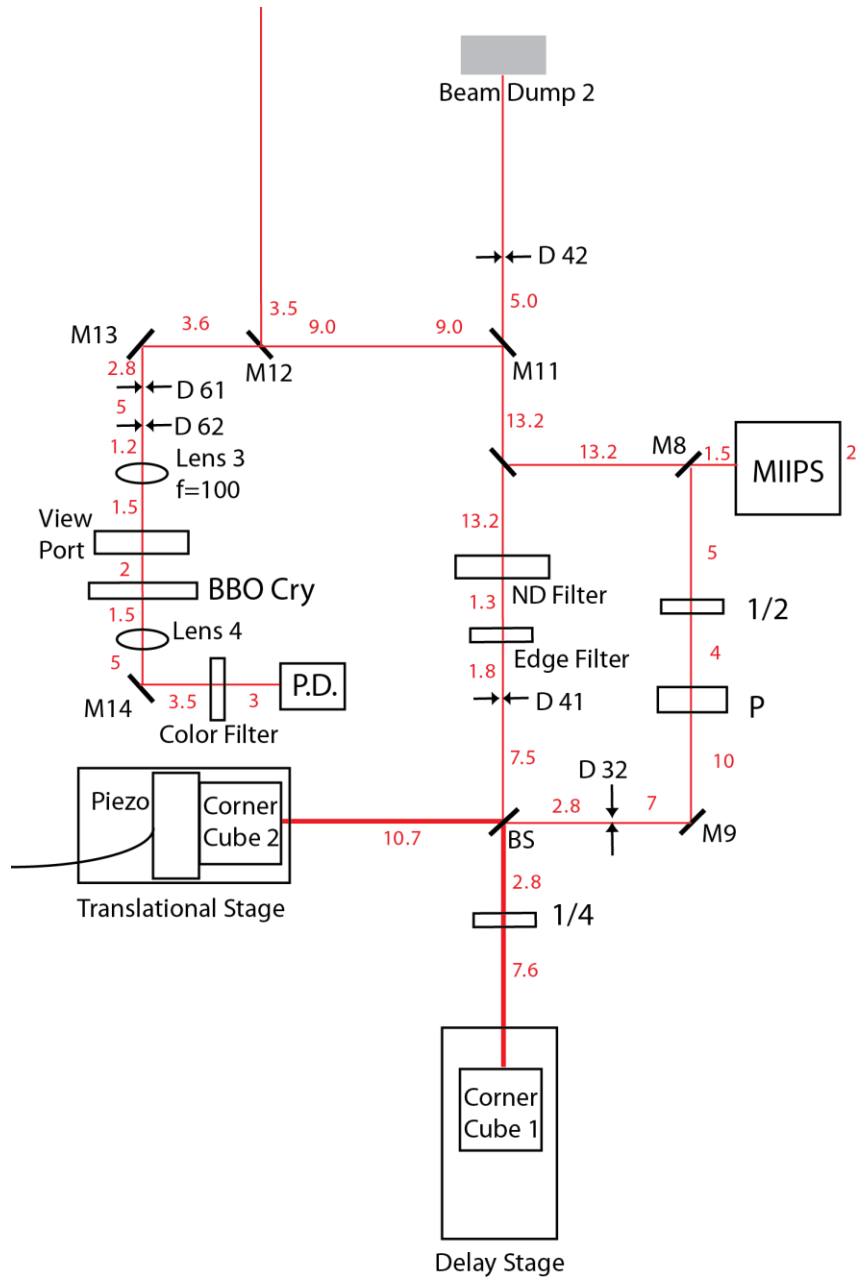 Beam Dump 2
D 42
5.0
3.5
3.6
9.0
9.0
M13
M12
M11
2.8
D 61
5
D 62
1.2
Lens 3
f=100
1.5
View
Port
2
BBO Cry
1.5
Lens 4
5
M14
3.5
3
P.D.
Color Filter
13.2
13.2
M8
1.5
MIIPS
2
13.2
5
ND Filter
1.3
1/2
Edge Filter
4
1.8
D 41
P
7.5
10
D 32
2.8
7
M9
BS
Piezo
Corner
Cube 2
10.7
Translational Stage
2.8
1/4
7.6
Corner
Cube 1
Delay Stage